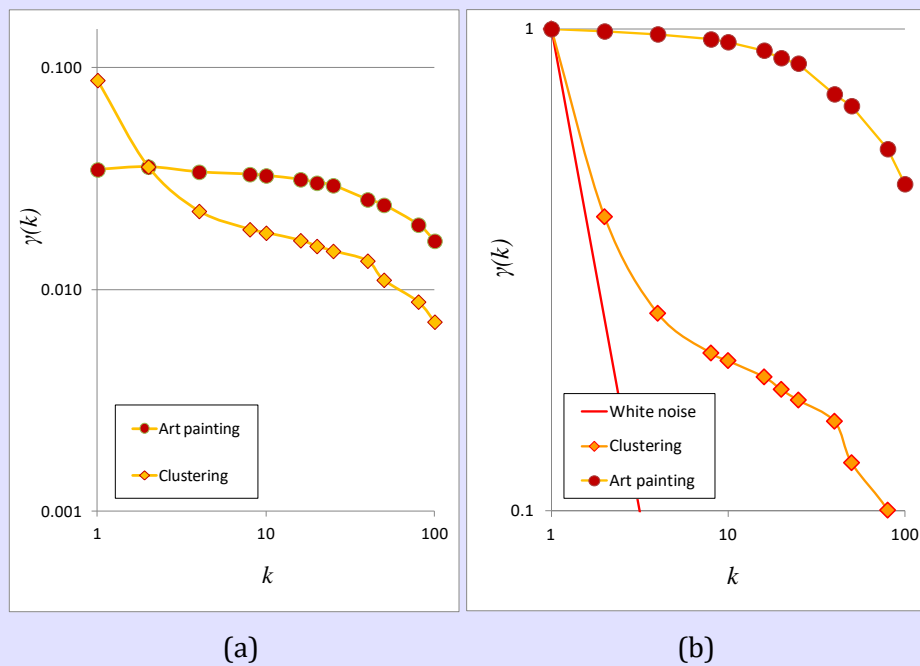 0.100
0.010
0.001
γ(k)
Art painting
Clustering
1
10
100
k
(a)
1
0.1
γ(k)
White noise
Clustering
Art painting
1
10
100
k
(b)